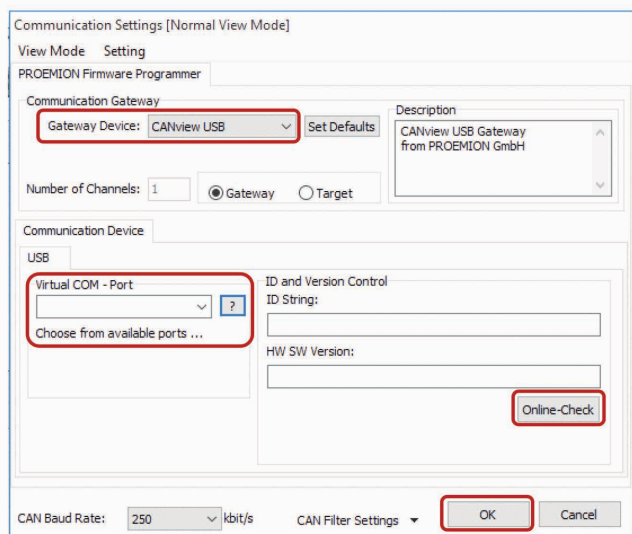 Communication Settings [Normal View Mode]
View Mode Setting
PROEMION Firmware Programmer
Communication Gateway
Gateway Device: CANview USB Set Defaults
Number of Channels: 1 Gateway Target
Description
CANview USB Gateway
from PROEMION GmbH
Communication Device
USB
Virtual COM - Port
?
Choose from available ports ...
ID and Version Control
ID String:
HW SW Version:
Online-Check
CAN Baud Rate: 250 kbit/s CAN Filter Settings OK Cancel